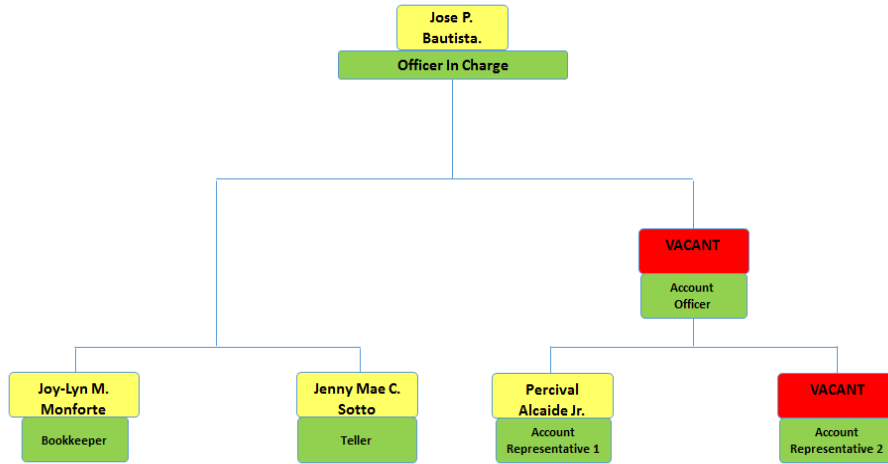 Jose P.
Bautista.
Officer In Charge
VACANT
Account
Officer
Joy-Lyn M.
Monforte
Bookkeeper
Jenny Mae C.
Sotto
Teller
Percival
Alcaide Jr.
Account
Representative 1
VACANT
Account
Representative 2